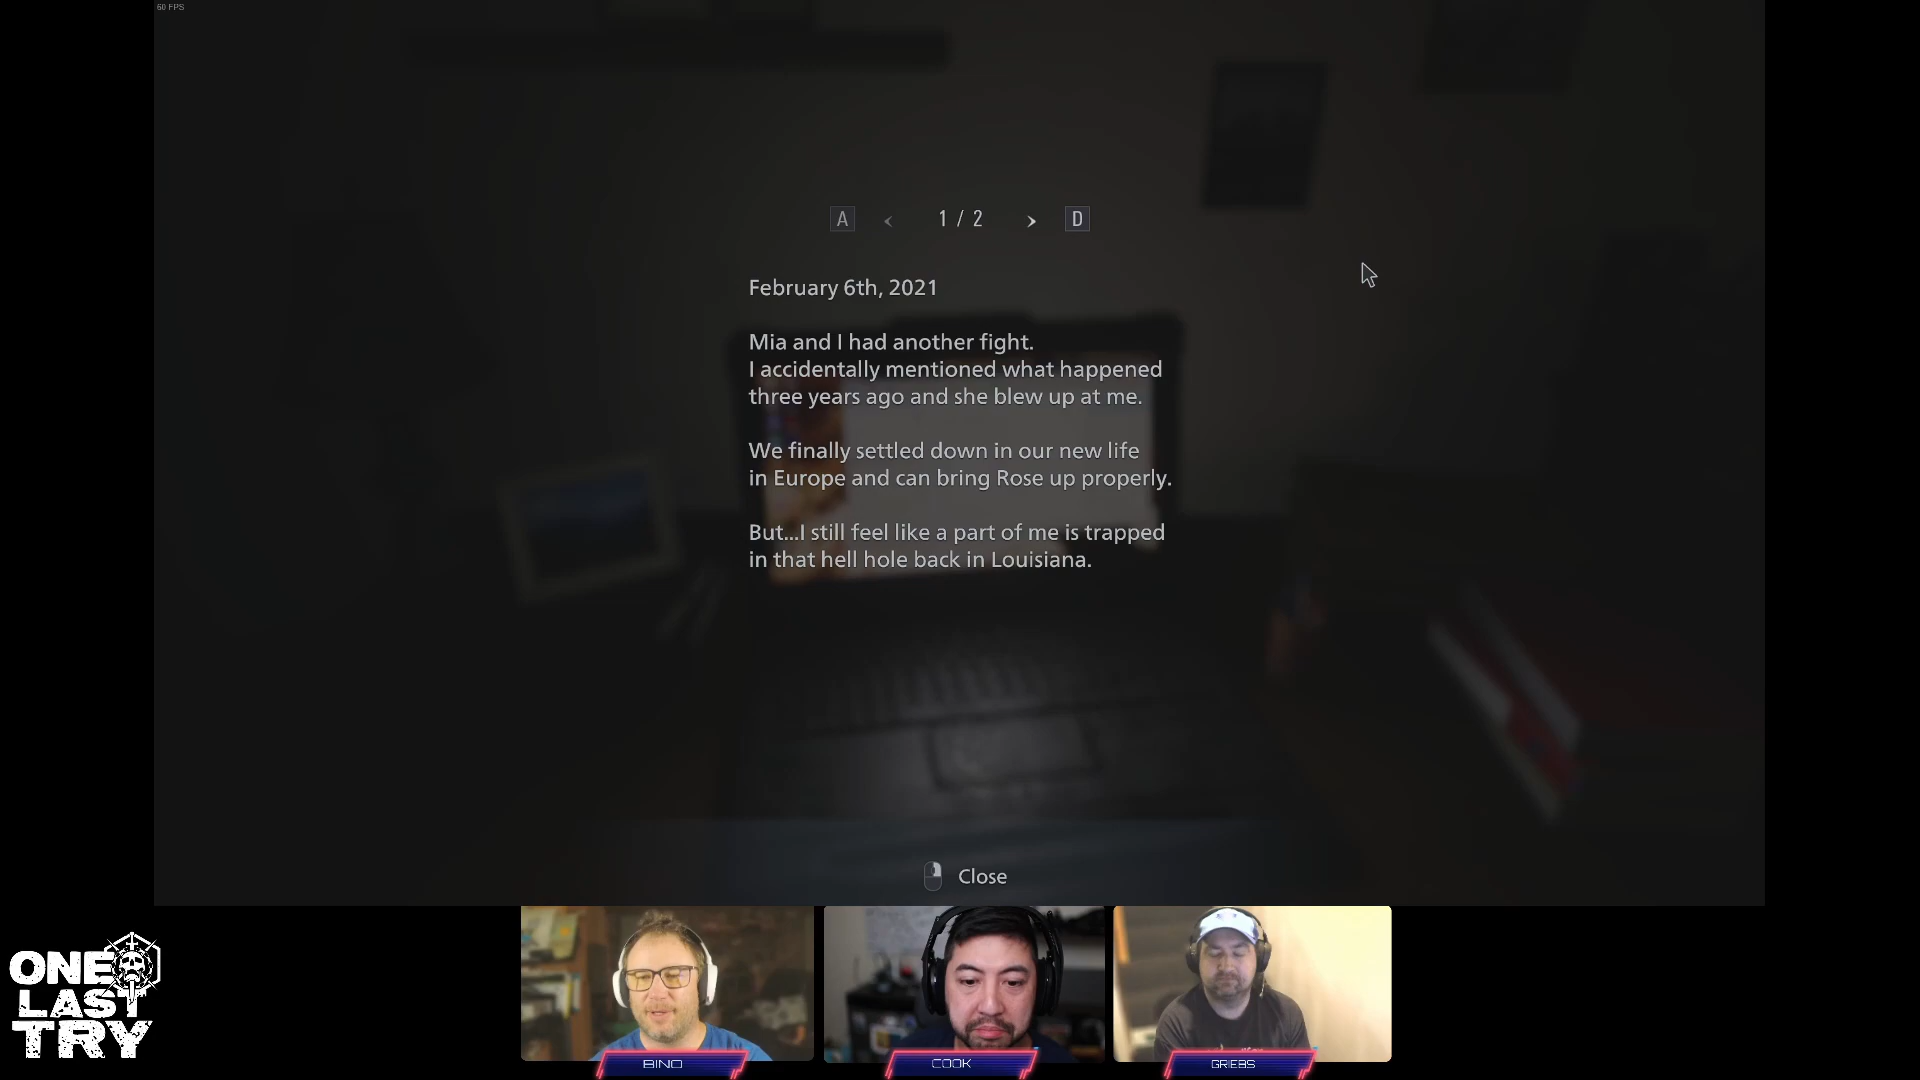 60 FPS
A < 1 / 2 > D
February 6th, 2021
Mia and I had another fight.
I accidentally mentioned what happened
three years ago and she blew up at me.
We finally settled down in our new life
in Europe and can bring Rose up properly.
But...I still feel like a part of me is trapped
in that hell hole back in Louisiana.
Close
ONE
LAST
TRY
BINO
COOK
GRIEBS